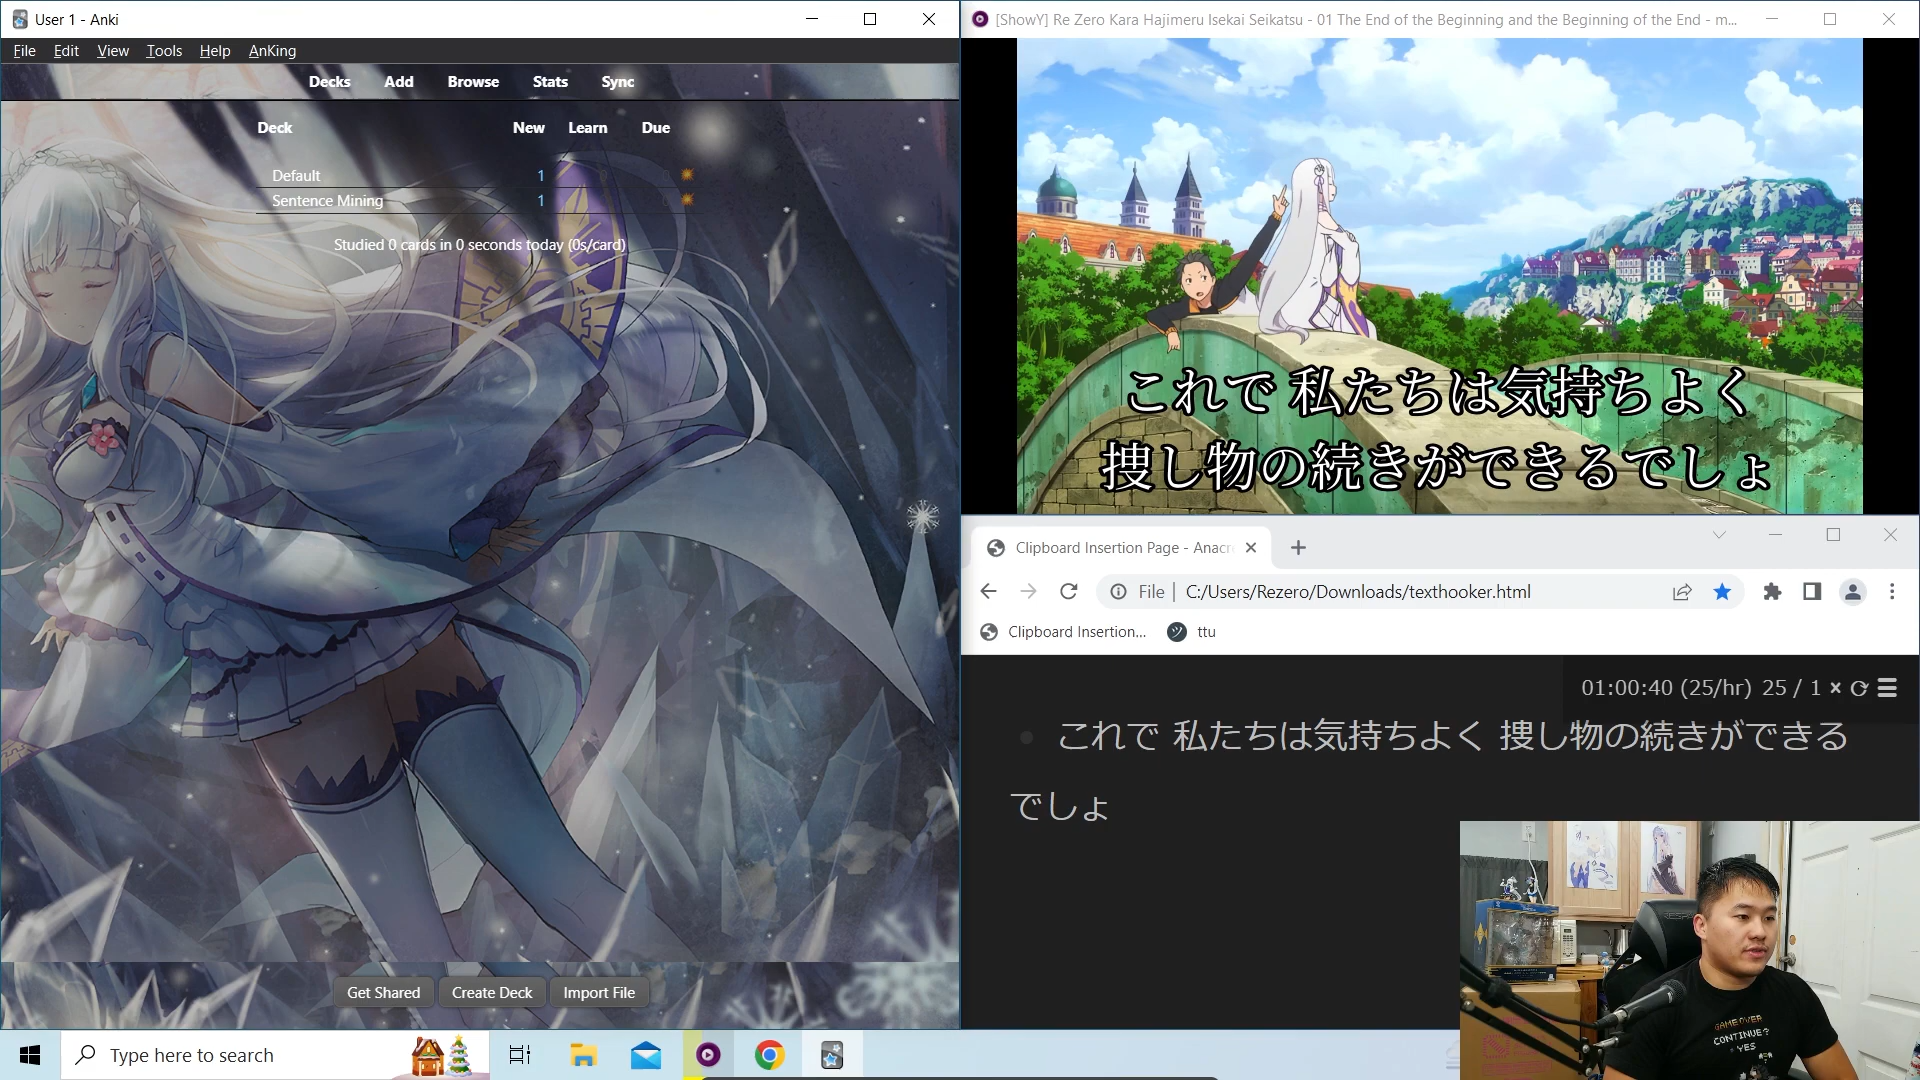 User 1 - Anki
File Edit View Tools Help AnKing
Decks Add Browse Stats Sync
Deck New Learn Due
Default 1
Sentence Mining 1
Studied 0 cards in 0 seconds today (0s/card)
Get Shared Create Deck Import File
[ShowY] Re Zero Kara Hajimeru Isekai Seikatsu - 01 The End of the Beginning and the Beginning of the End - m...
これで 私たちは気持ちよく
捜し物の続きができるでしょ
Clipboard Insertion Page - Anacr
File C:/Users/Rezero/Downloads/texthooker.html
Clipboard Insertion... ttu
01:00:40 (25/hr) 25 / 1
これで 私たちは気持ちよく 捜し物の続きができる
でしょ
GAME OVER
CONTINUE?
YES
Type here to search